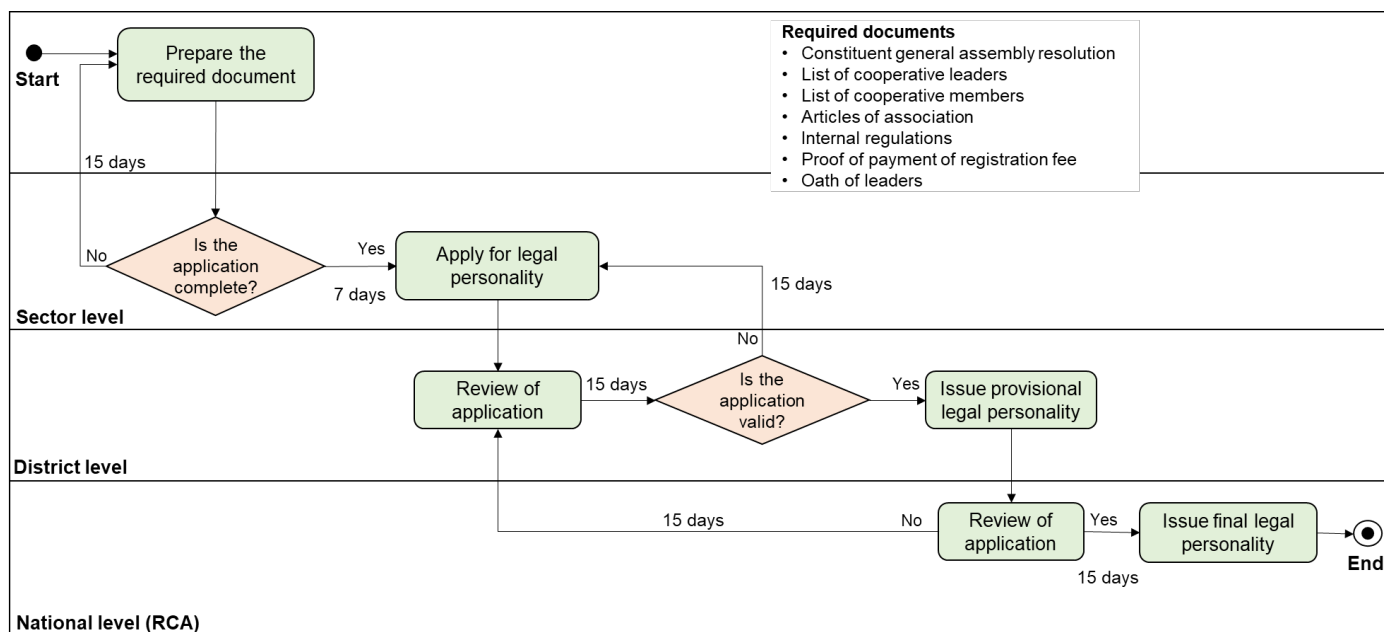 Start
Prepare the
required document
Required documents
• Constituent general assembly resolution
• List of cooperative leaders
• List of cooperative members
• Articles of association
• Internal regulations
• Proof of payment of registration fee
• Oath of leaders
15 days
No
Is the
application
complete?
Yes
7 days
Apply for legal
personality
15 days
No
Sector level
Review of
application
15 days
Is the
application
valid?
Yes
Issue provisional
legal personality
District level
15 days
No
Review of
application
Yes
15 days
Issue final legal
personality
End
National level (RCA)